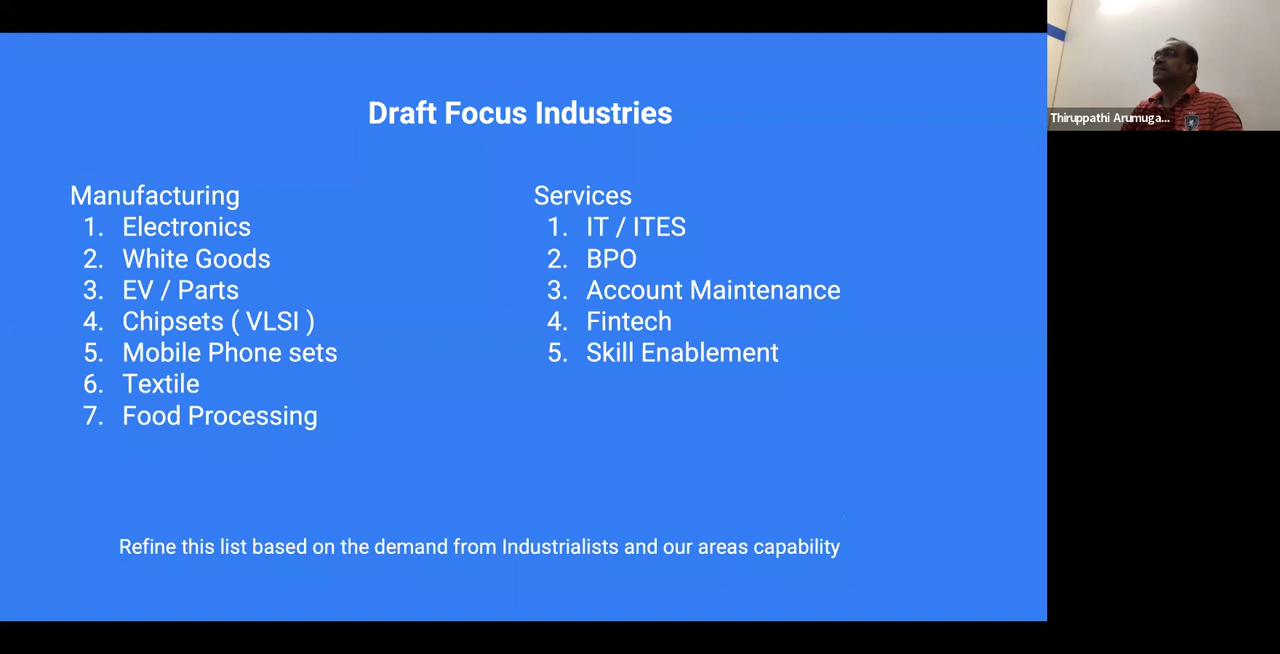 Draft Focus Industries
Manufacturing
1. Electronics
2. White Goods
3. EV / Parts
4. Chipsets ( VLSI )
5. Mobile Phone sets
6. Textile
7. Food Processing
Services
1. IT / ITES
2. BPO
3. Account Maintenance
4. Fintech
5. Skill Enablement
Refine this list based on the demand from Industrialists and our areas capability
Thiruppathi Arumuga...